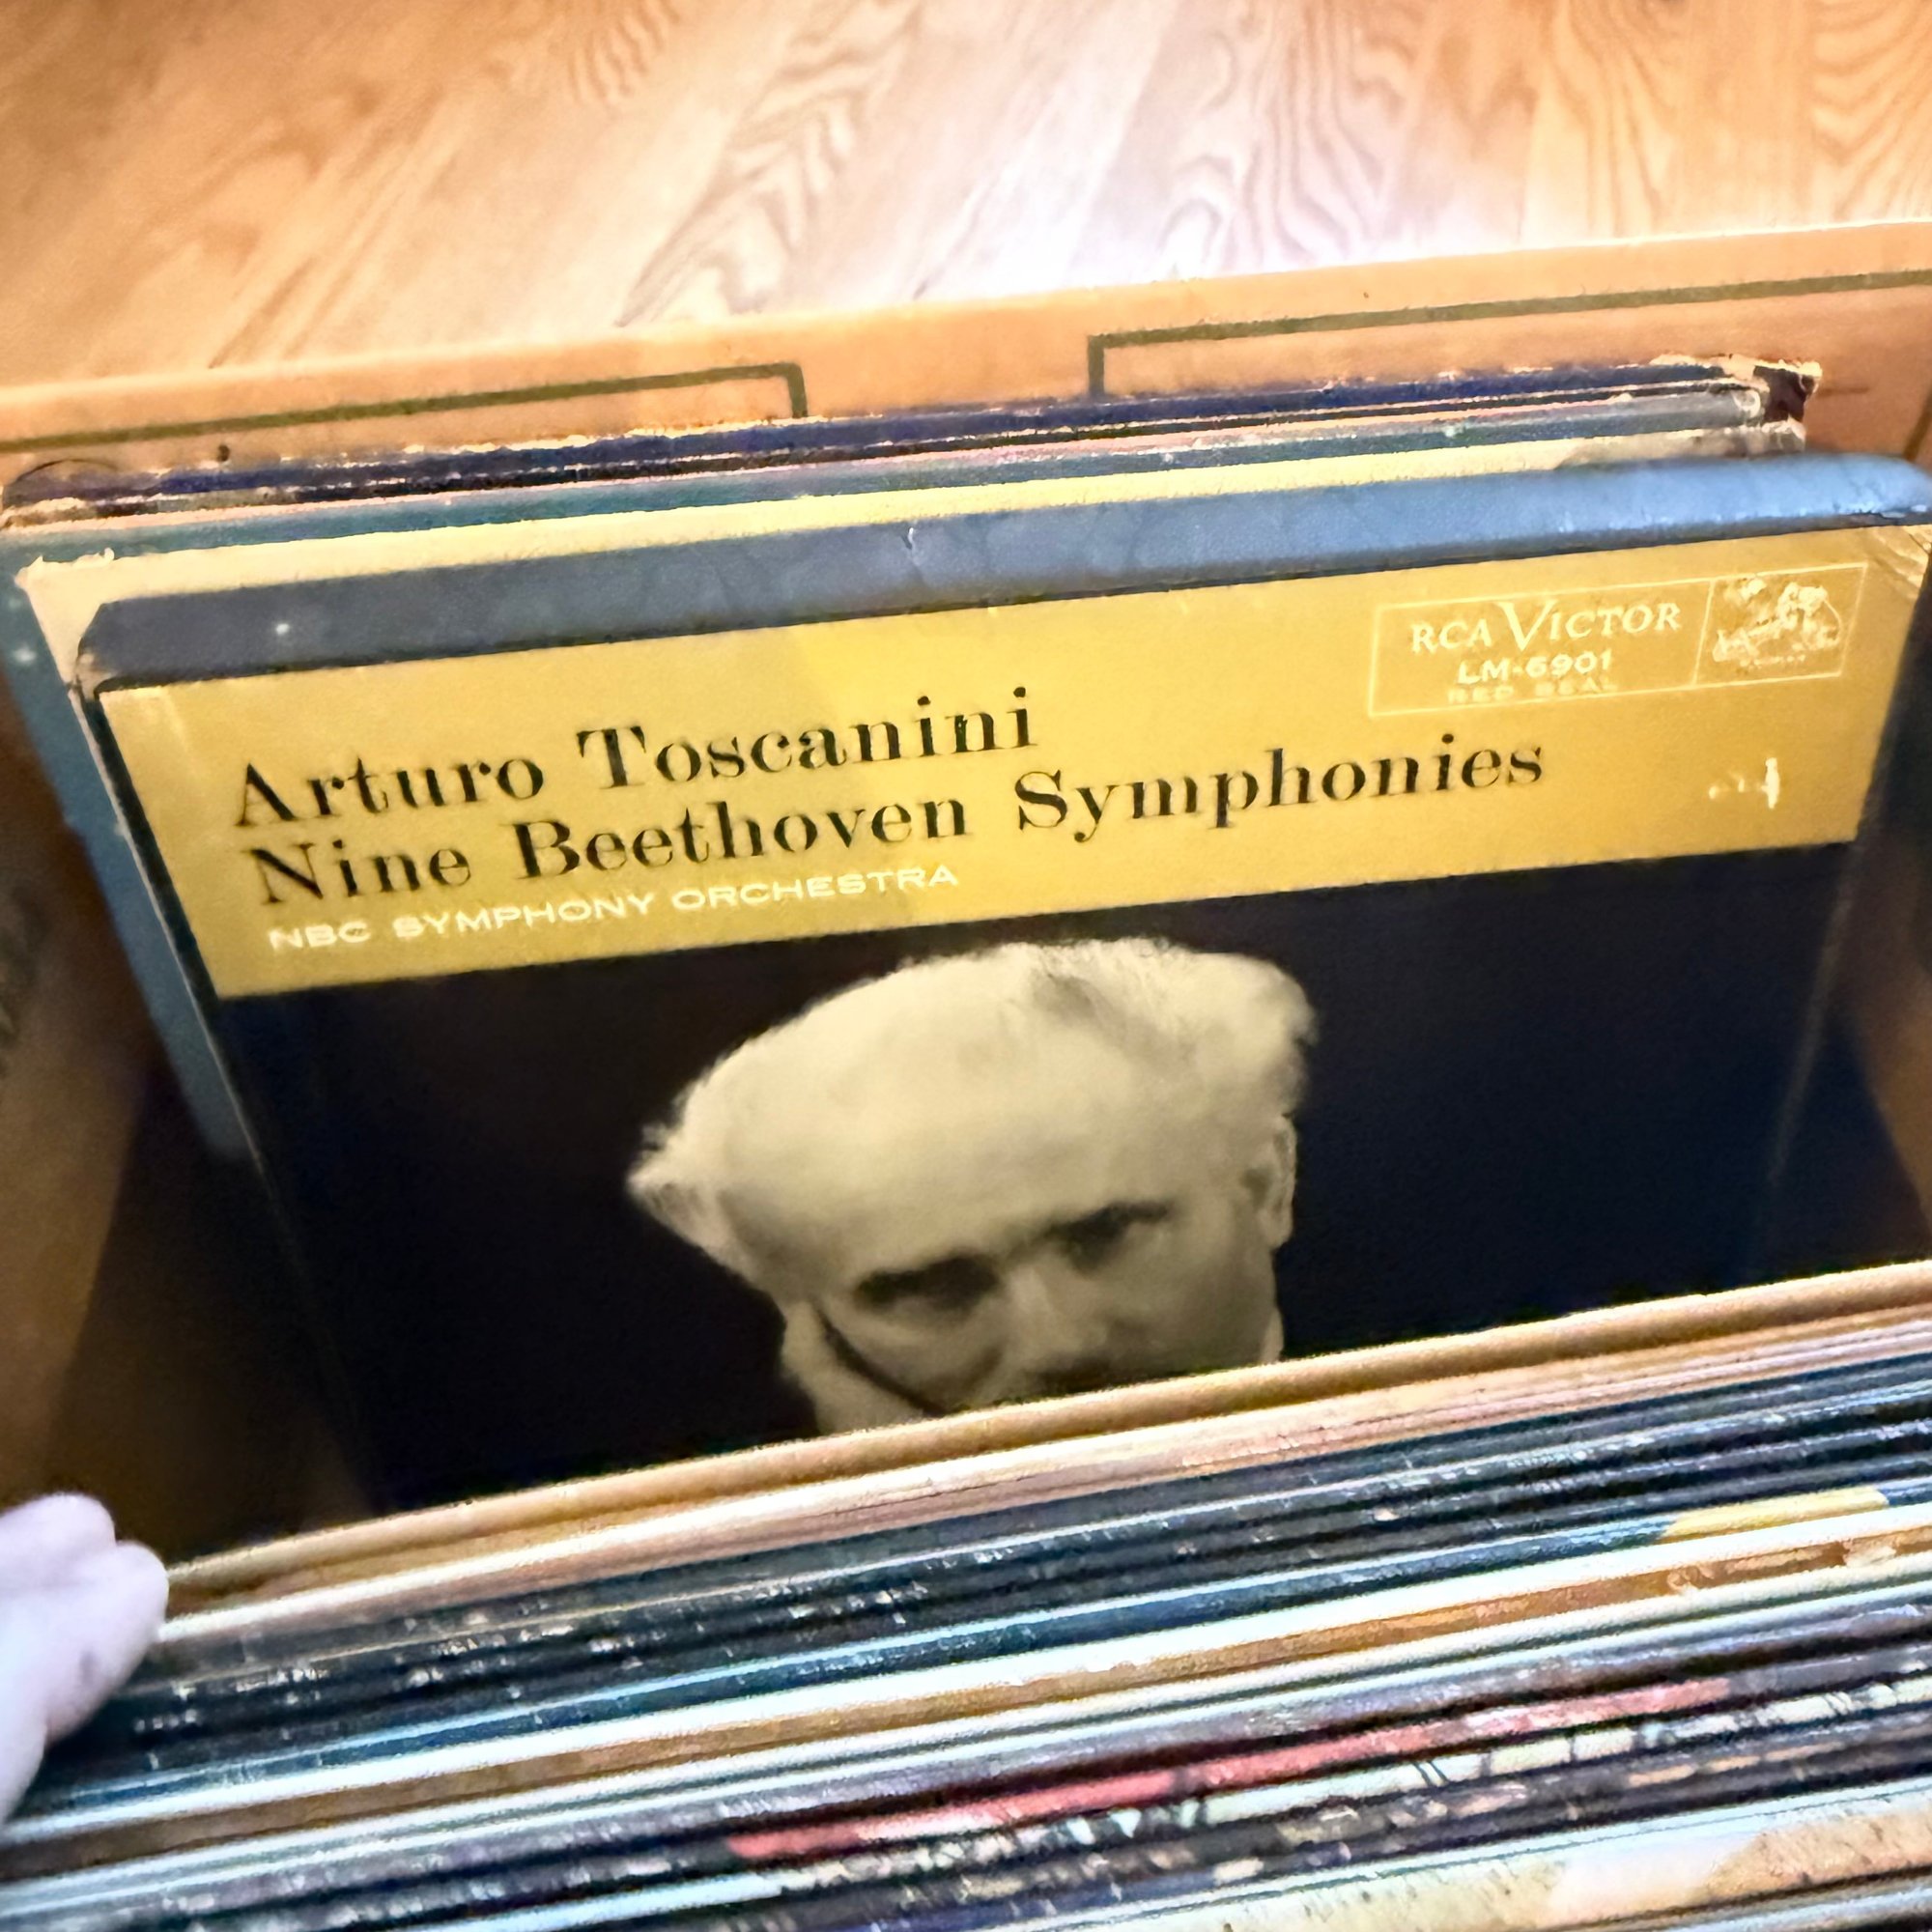 RCA VICTOR
LM-6901
RED SEAL
Arturo Toscanini
Nine Beethoven Symphonies
NBC SYMPHONY ORCHESTRA